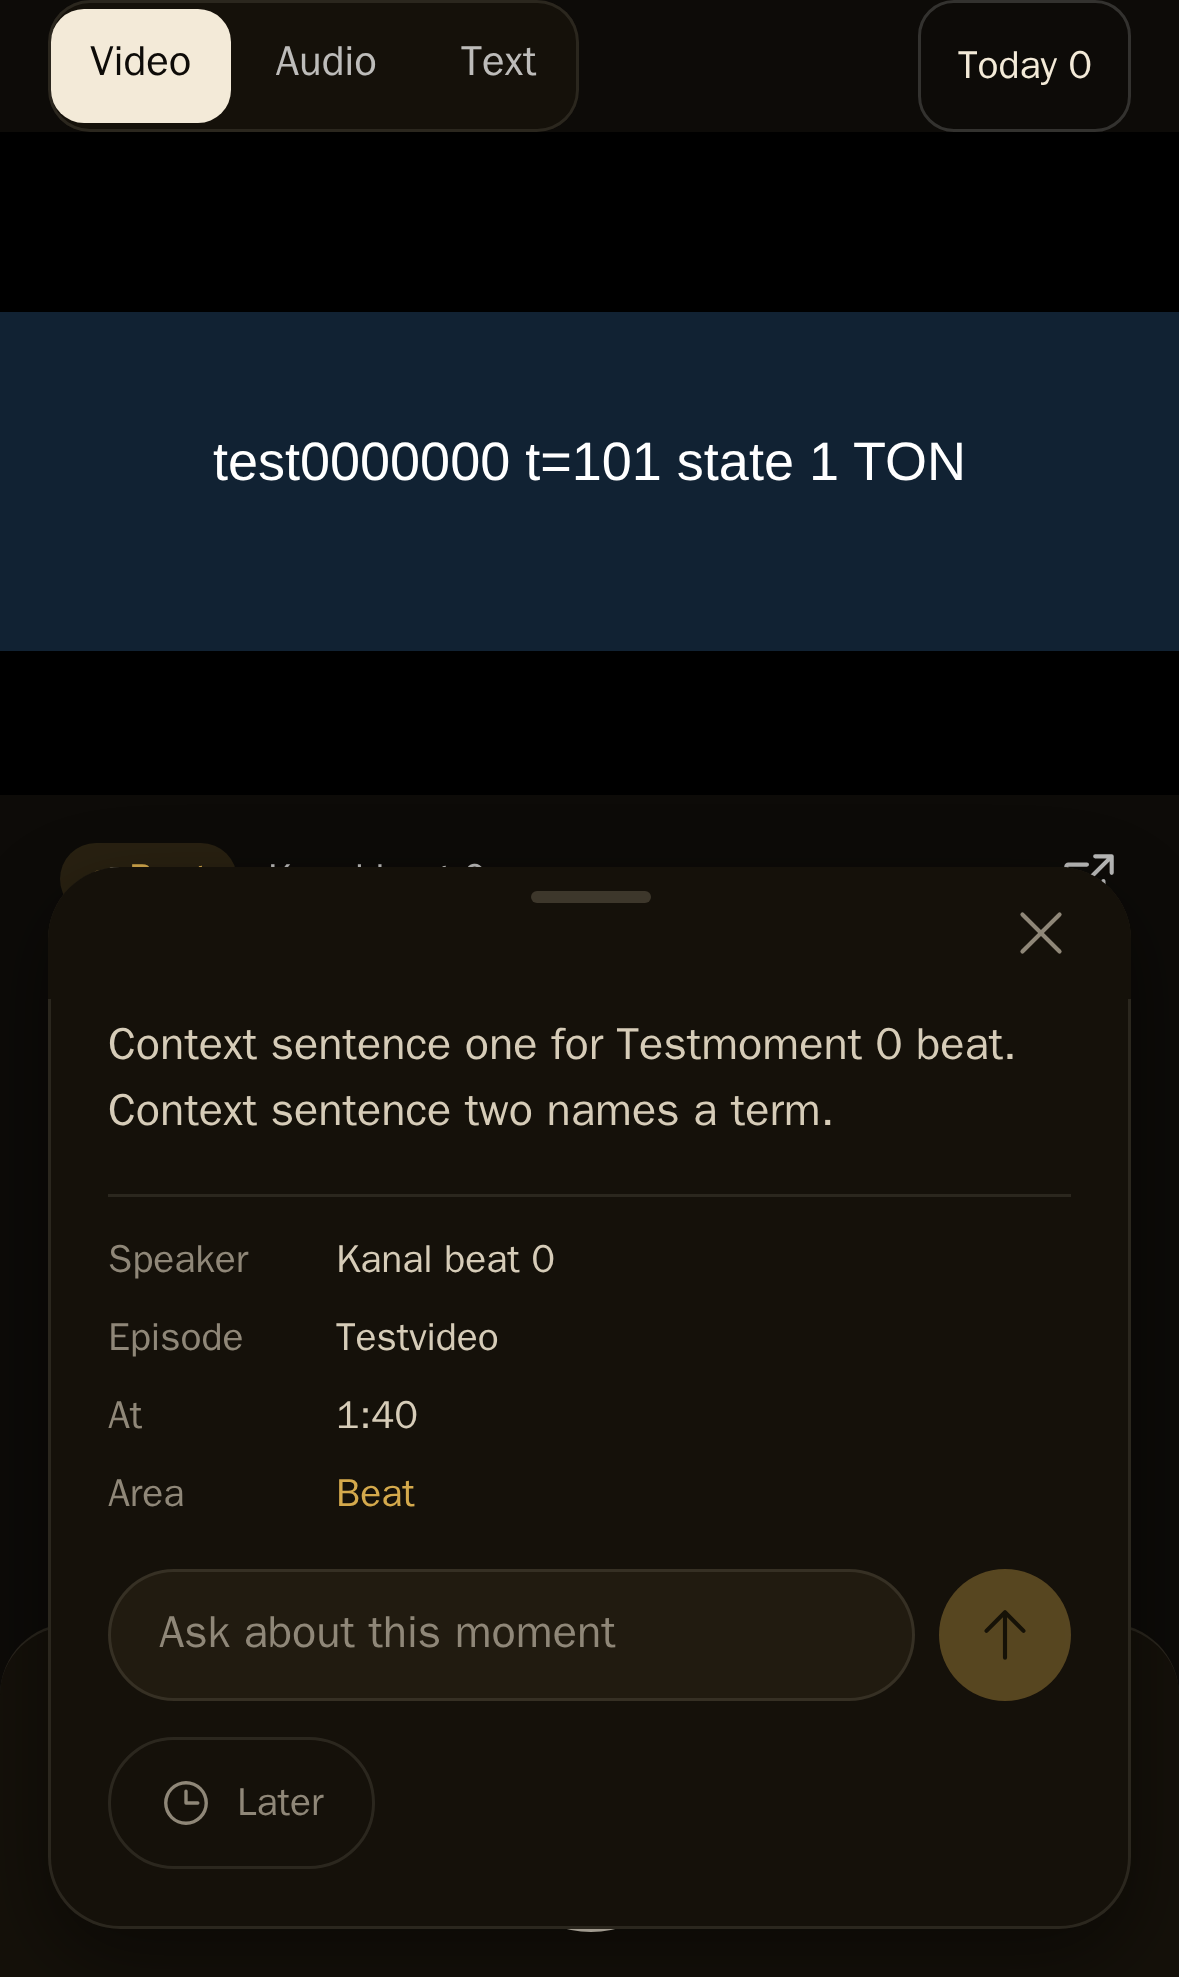 Video Audio Text Today 0
test0000000 t=101 state 1 TON
Context sentence one for Testmoment 0 beat.
Context sentence two names a term.
Speaker Kanal beat 0
Episode Testvideo
At 1:40
Area Beat
Ask about this moment
Later